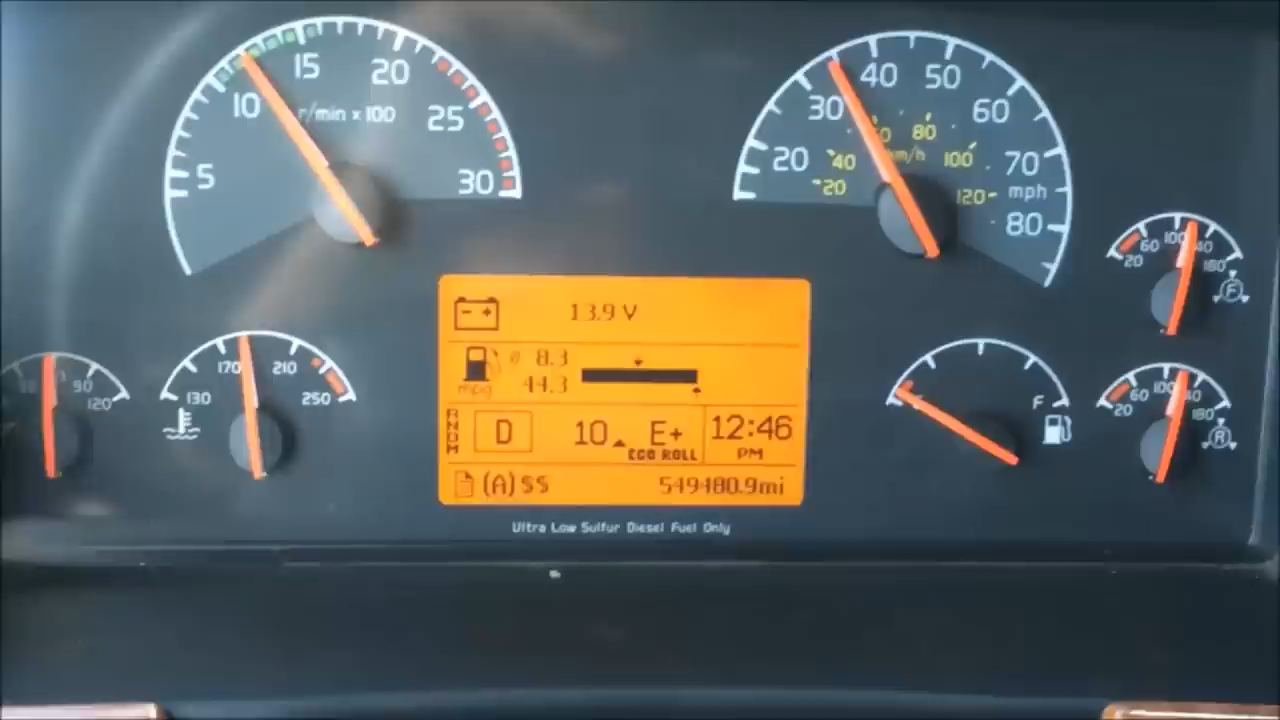 5 10 15 20 25 30
r/min x 100
20 30 40 50 60 70 80
mph
20 40 60 80 100 120
km/h
20 60 100 140 180
F
90 120
130 170 210 250
13.9 V
ø 8.3
mpg 44.3
RNDM
D
10
E+
ECO ROLL
12:46
PM
(A) SS
549480.9mi
F
20 60 100 140 180
R
Ultra Low Sulfur Diesel Fuel Only